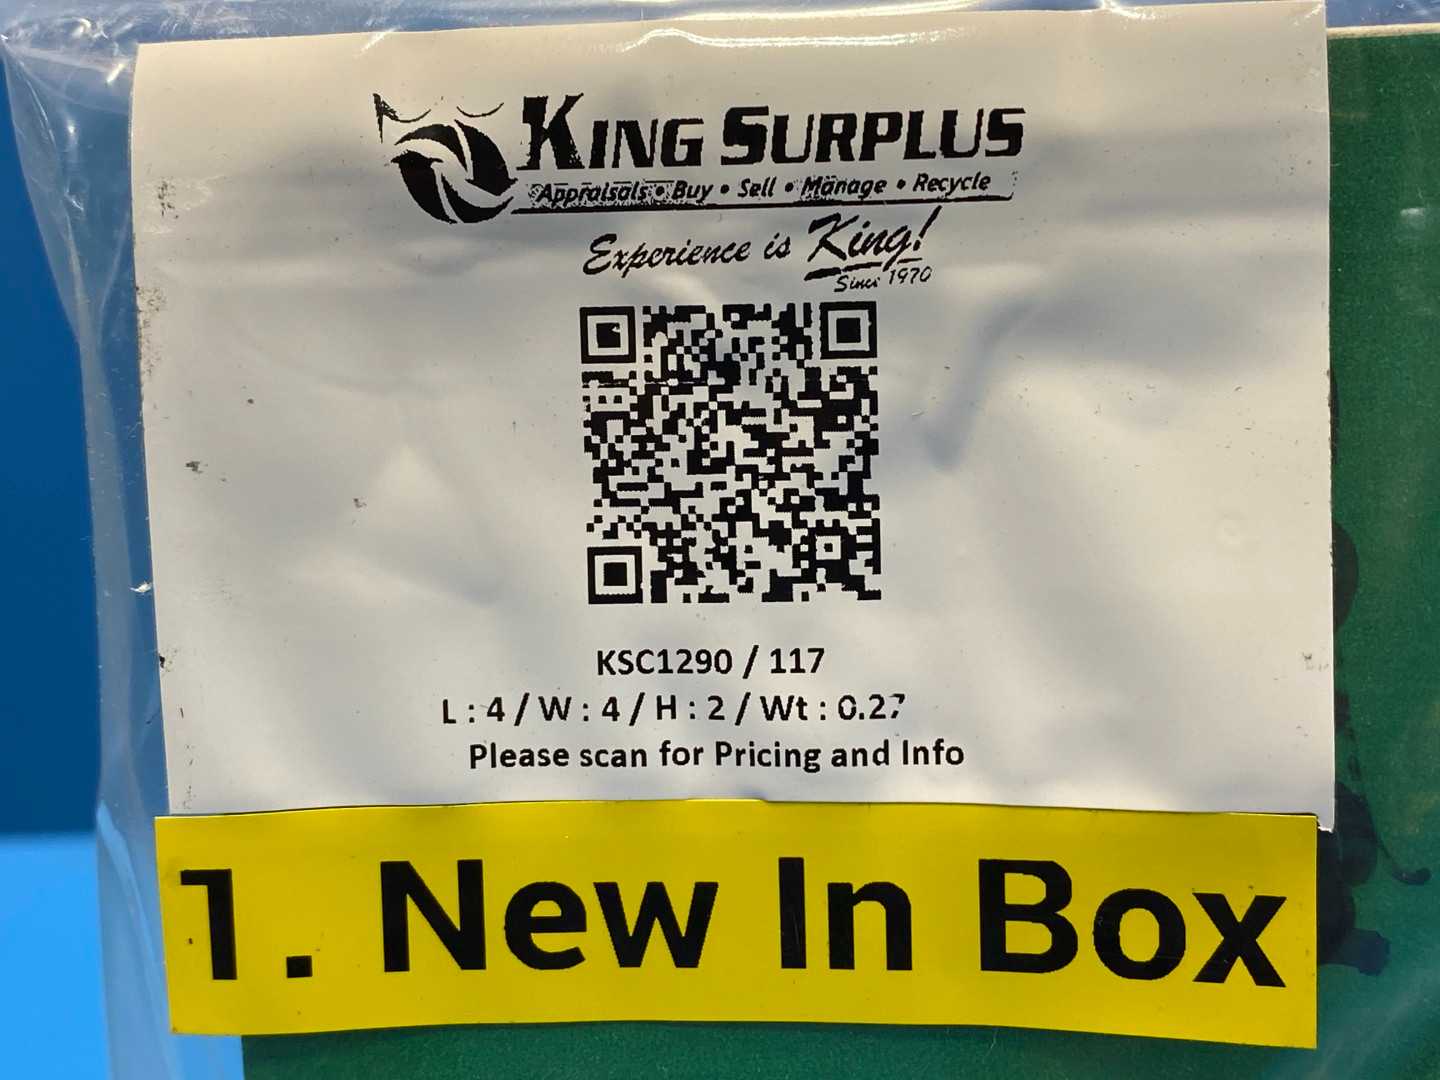 KING SURPLUS
Appraisals • Buy • Sell • Manage • Recycle
Experience is King!
Since 1970
KSC1290 / 117
L : 4 / W : 4 / H : 2 / Wt : 0.27
Please scan for Pricing and Info
1. New In Box